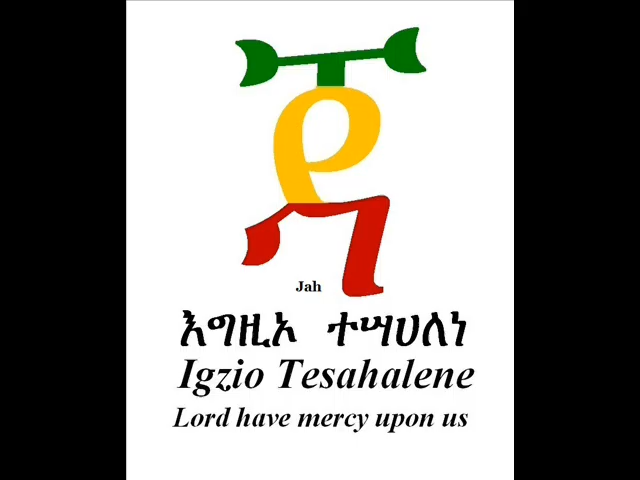 Jah
እግዚኦ ተሣሀለነ
Igzio Tesahalene
Lord have mercy upon us